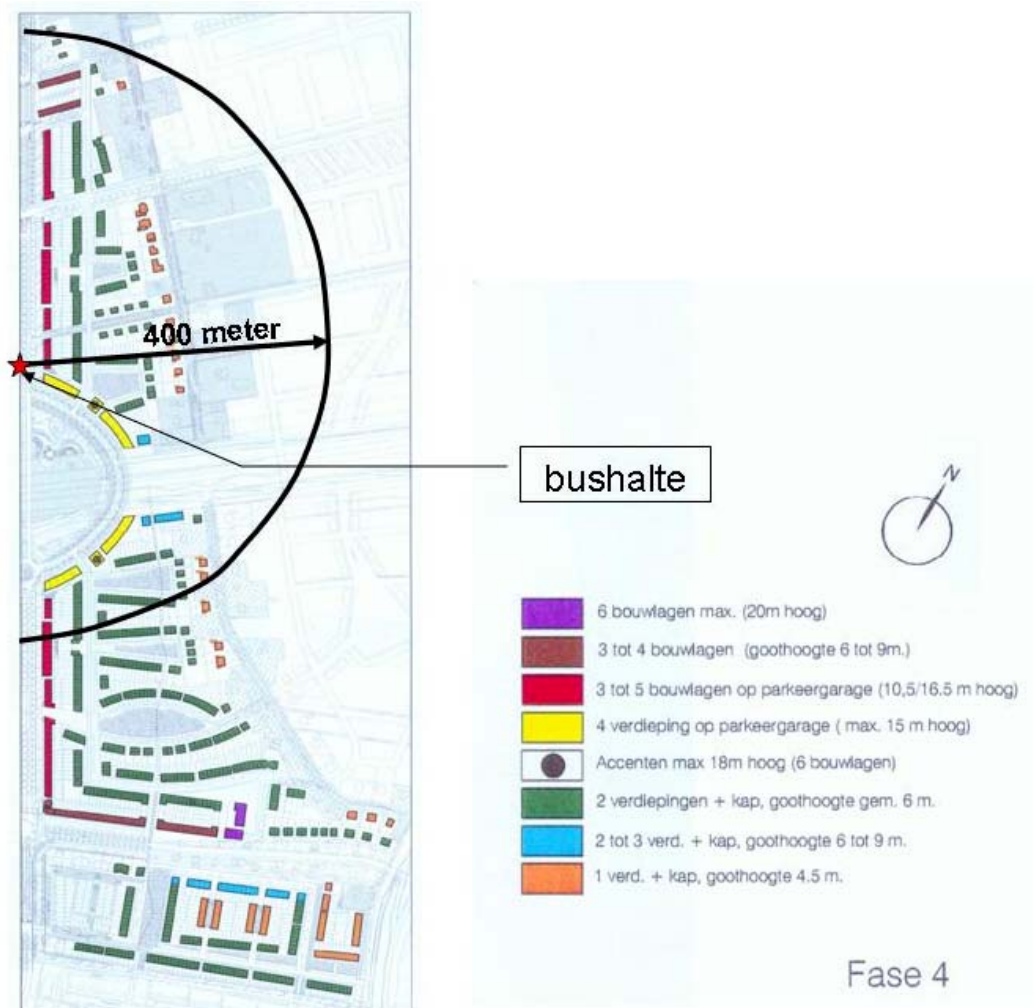 400 meter
bushalte
N
6 bouwlagen max. (20m hoog)
3 tot 4 bouwlagen (goothoogte 6 tot 9m.)
3 tot 5 bouwlagen op parkeergarage (10,5/16.5 m hoog)
4 verdieping op parkeergarage ( max. 15 m hoog)
Accenten max 18m hoog (6 bouwlagen)
2 verdiepingen + kap, goothoogte gem. 6 m.
2 tot 3 verd. + kap, goothoogte 6 tot 9 m.
1 verd. + kap, goothoogte 4.5 m.
Fase 4